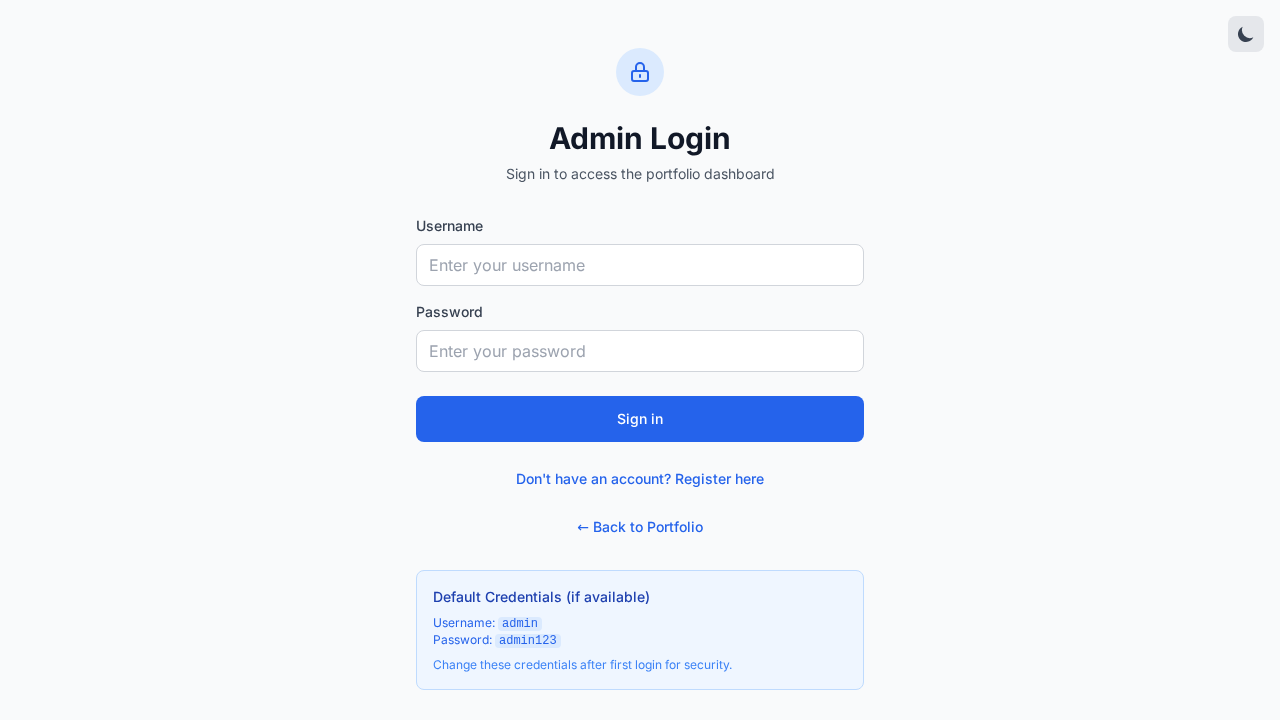 Admin Login
Sign in to access the portfolio dashboard
Username
Enter your username
Password
Enter your password
Sign in
Don't have an account? Register here
← Back to Portfolio
Default Credentials (if available)
Username: admin
Password: admin123
Change these credentials after first login for security.